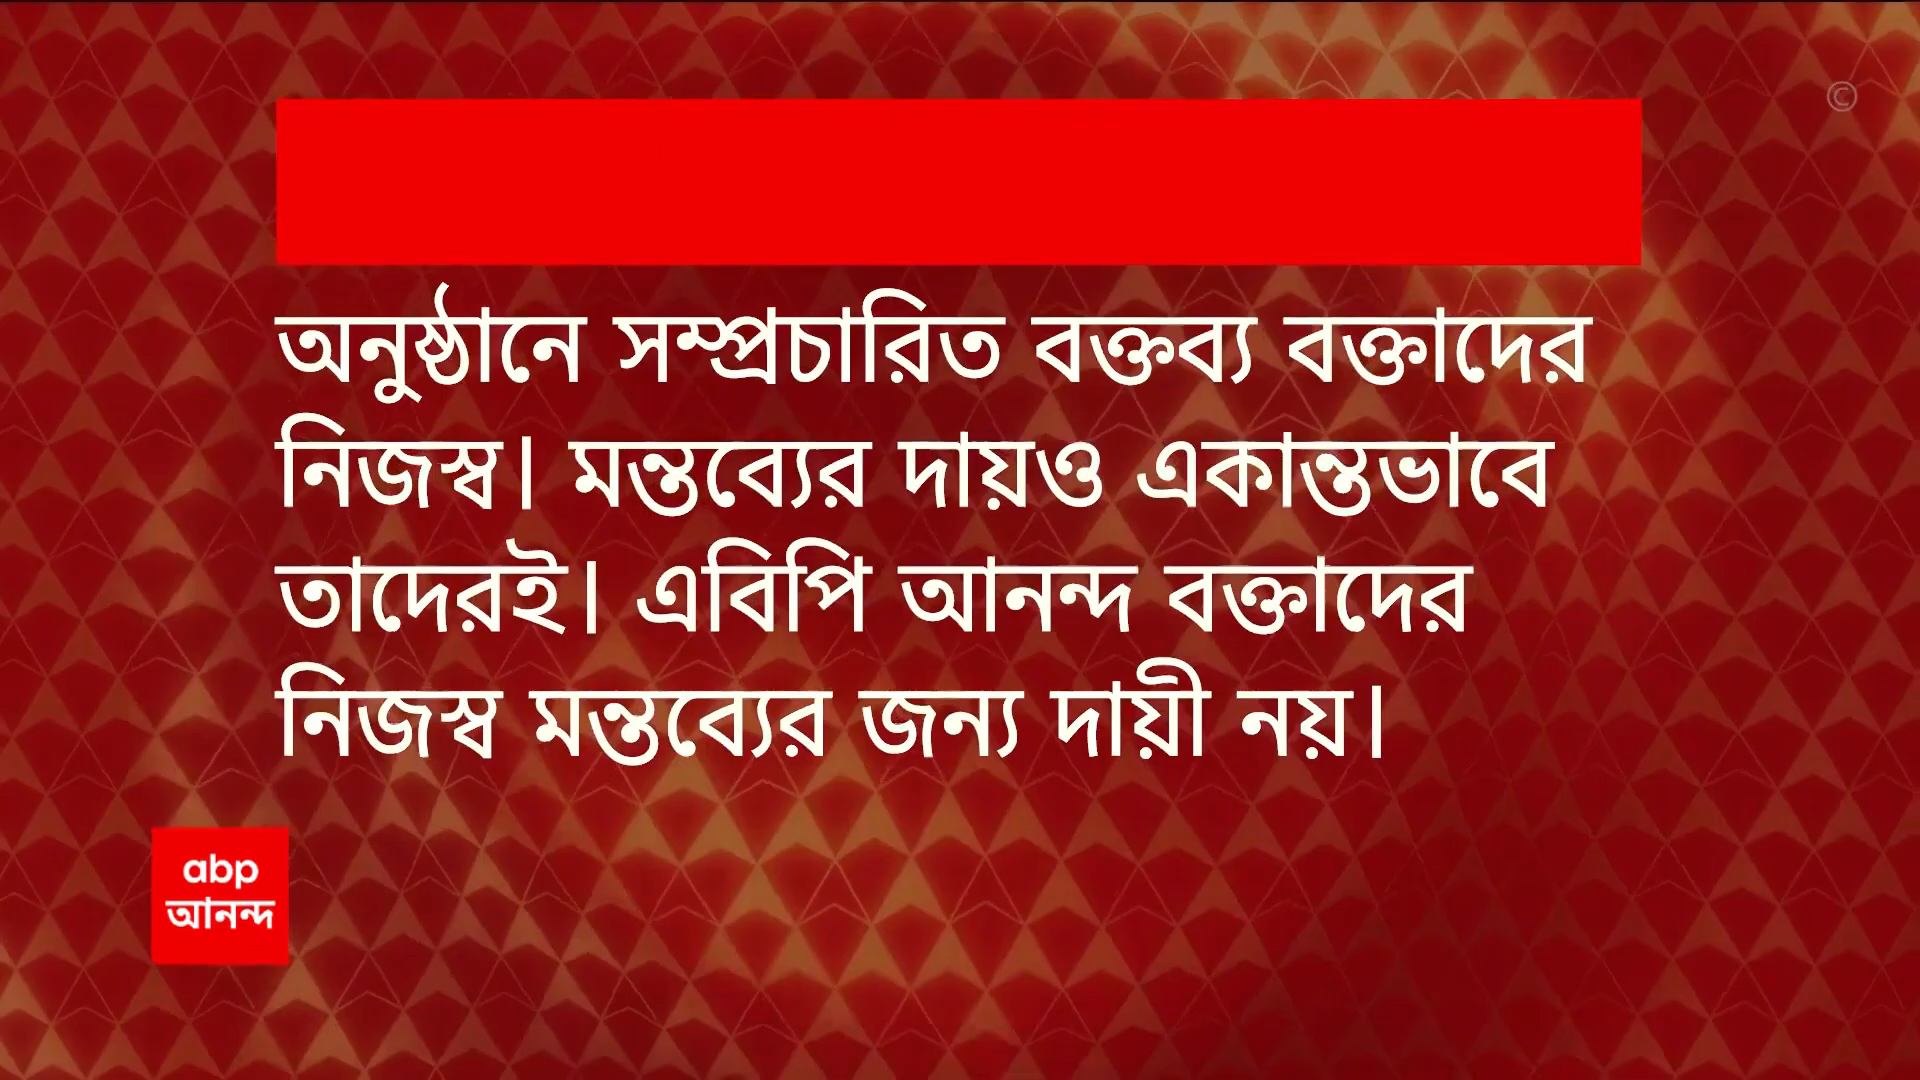 ©
অনুষ্ঠানে সম্প্রচারিত বক্তব্য বক্তাদের
নিজস্ব। মন্তব্যের দায়ও একান্তভাবে
তাদেরই। এবিপি আনন্দ বক্তাদের
নিজস্ব মন্তব্যের জন্য দায়ী নয়।
abp
আনন্দ